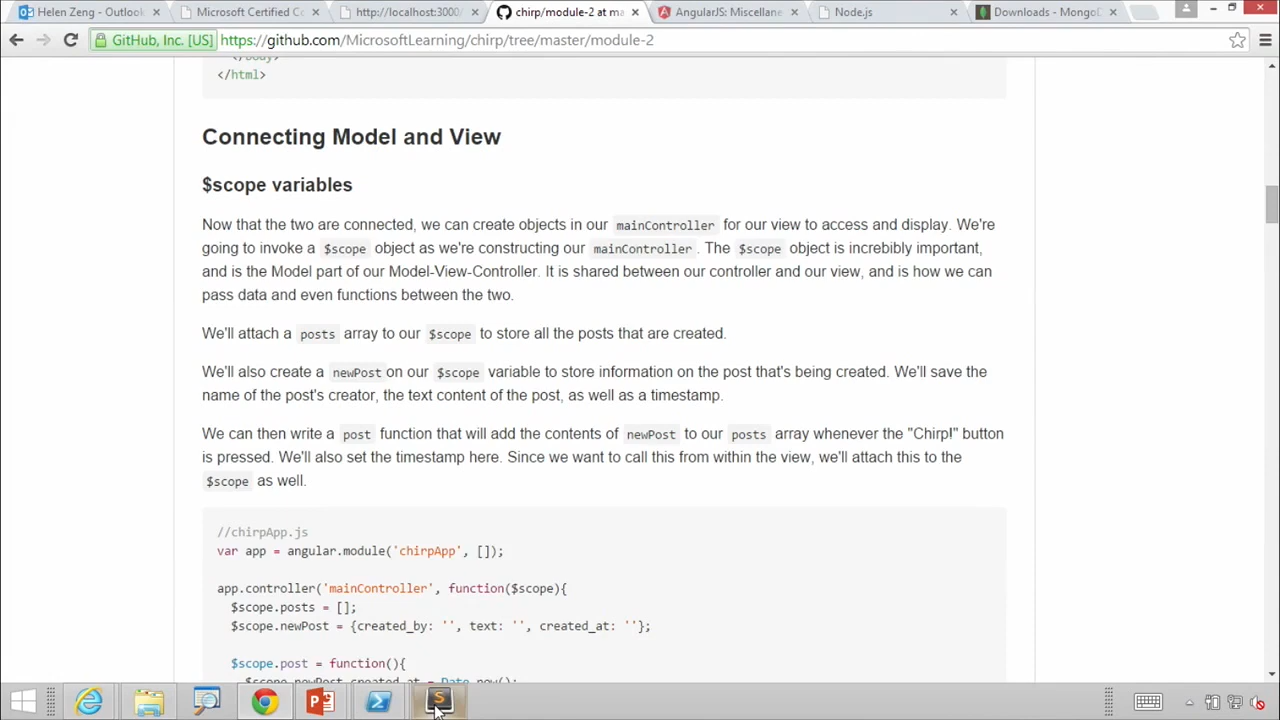 Helen Zeng - Outlook
Microsoft Certified Co
http://localhost:3000/
chirp/module-2 at ma
AngularJS: Miscellane
Node.js
Downloads - MongoD
GitHub, Inc. [US]
https://github.com/MicrosoftLearning/chirp/tree/master/module-2
</body>
</html>
Connecting Model and View
$scope variables
Now that the two are connected, we can create objects in our mainController for our view to access and display. We're
going to invoke a $scope object as we're constructing our mainController . The $scope object is increbibly important,
and is the Model part of our Model-View-Controller. It is shared between our controller and our view, and is how we can
pass data and even functions between the two.
We'll attach a posts array to our $scope to store all the posts that are created.
We'll also create a newPost on our $scope variable to store information on the post that's being created. We'll save the
name of the post's creator, the text content of the post, as well as a timestamp.
We can then write a post function that will add the contents of newPost to our posts array whenever the "Chirp!" button
is pressed. We'll also set the timestamp here. Since we want to call this from within the view, we'll attach this to the
$scope as well.
//chirpApp.js
var app = angular.module('chirpApp', []);
app.controller('mainController', function($scope){
$scope.posts = [];
$scope.newPost = {created_by: '', text: '', created_at: ''};
$scope.post = function(){
$scope.newPost.created_at = Date.now();